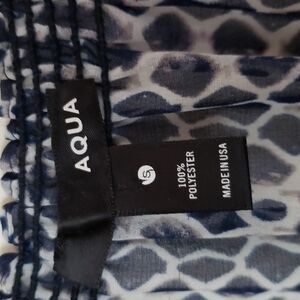 AQUA
S
100%
POLYESTER
MADE IN USA